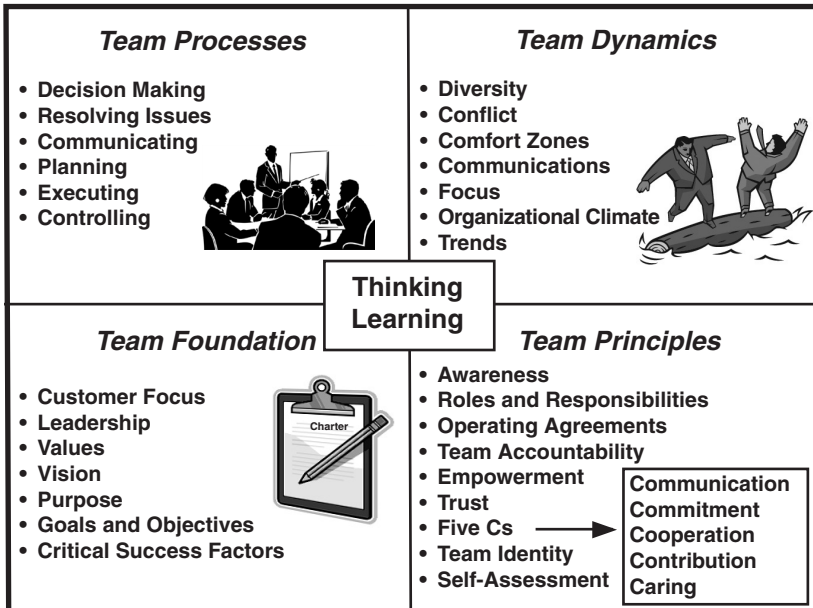 Team Processes
• Decision Making
• Resolving Issues
• Communicating
• Planning
• Executing
• Controlling
Team Dynamics
• Diversity
• Conflict
• Comfort Zones
• Communications
• Focus
• Organizational Climate
• Trends
Thinking
Learning
Team Foundation
• Customer Focus
• Leadership
• Values
• Vision
• Purpose
• Goals and Objectives
• Critical Success Factors
Charter
Team Principles
• Awareness
• Roles and Responsibilities
• Operating Agreements
• Team Accountability
• Empowerment
• Trust
• Five Cs
• Team Identity
• Self-Assessment
Communication
Commitment
Cooperation
Contribution
Caring